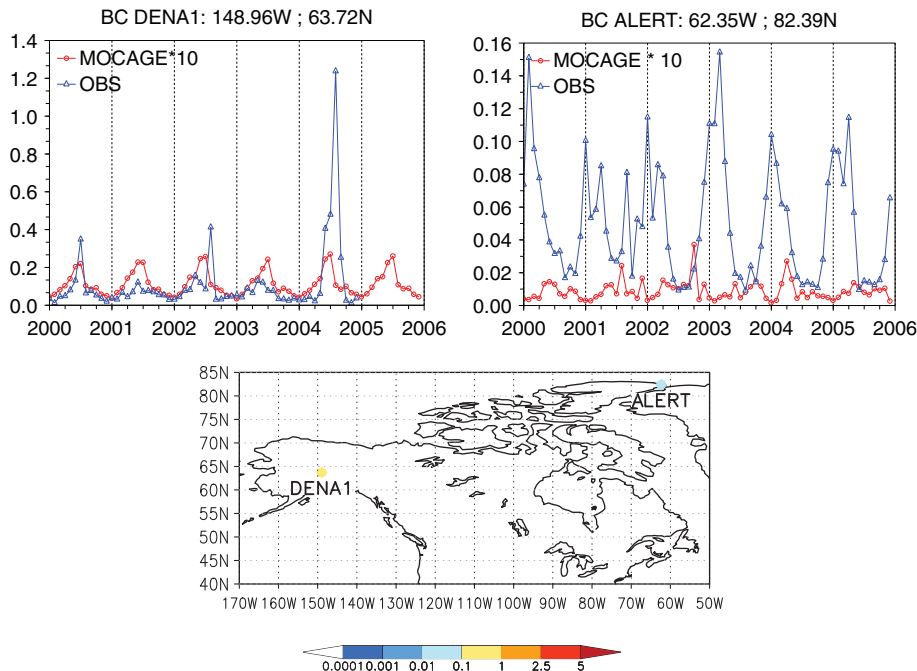 BC DENA1: 148.96W ; 63.72N
1.4
1.2
1.0
0.8
0.6
0.4
0.2
0.0
MOCAGE*10
OBS
2000 2001 2002 2003 2004 2005 2006
BC ALERT: 62.35W ; 82.39N
0.16
0.14
0.12
0.10
0.08
0.06
0.04
0.02
0.00
MOCAGE * 10
OBS
2000 2001 2002 2003 2004 2005 2006
85N
80N
75N
70N
65N
60N
55N
50N
45N
40N
ALERT
DENA1
170W 160W 150W 140W 130W 120W 110W 100W 90W 80W 70W 60W 50W
0.0001 0.001 0.01 0.1 1 2.5 5